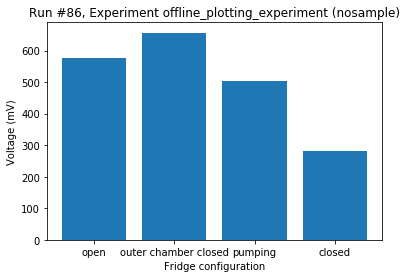 Run #86, Experiment offline_plotting_experiment (nosample)
Voltage (mV)
600
500
400
300
200
100
0
open outer chamber closed pumping closed
Fridge configuration